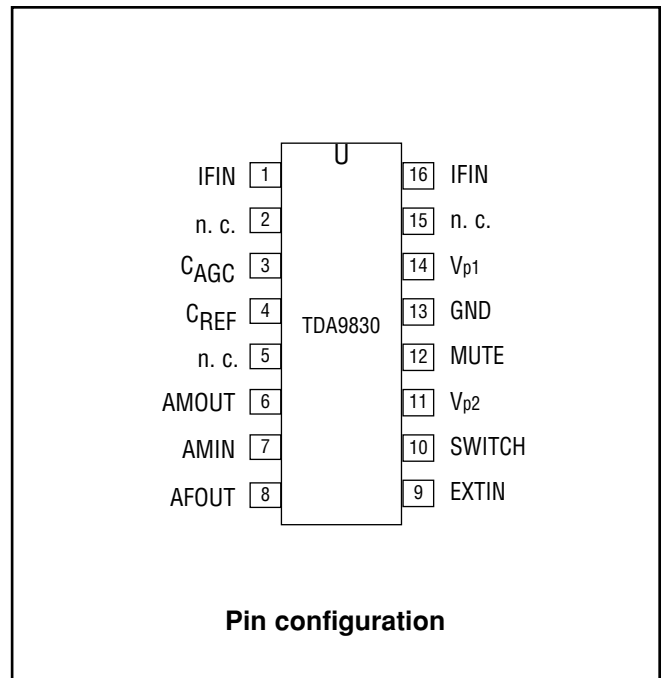 IFIN 1 16 IFIN
n. c. 2 15 n. c.
CAGC 3 14 Vp1
CREF 4 13 GND
TDA9830
n. c. 5 12 MUTE
AMOUT 6 11 Vp2
AMIN 7 10 SWITCH
AFOUT 8 9 EXTIN
Pin configuration